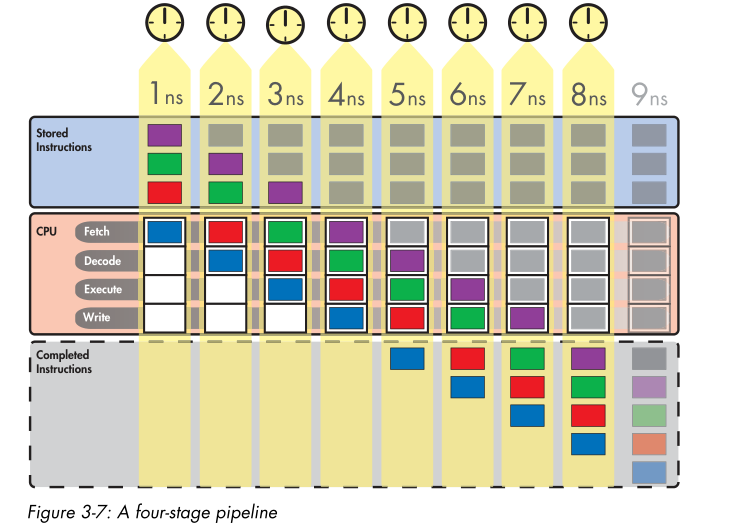 1ns 2ns 3ns 4ns 5ns 6ns 7ns 8ns 9ns
Stored
Instructions
CPU
Fetch
Decode
Execute
Write
Completed
Instructions
Figure 3-7: A four-stage pipeline